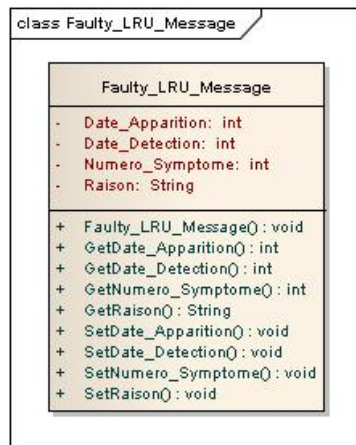 class Faulty_LRU_Message
Faulty_LRU_Message
- Date_Apparition: int
- Date_Detection: int
- Numero_Symptome: int
- Raison: String
+ Faulty_LRU_Message() : void
+ GetDate_Apparition() : int
+ GetDate_Detection() : int
+ GetNumero_Symptome() : int
+ GetRaison() : String
+ SetDate_Apparition() : void
+ SetDate_Detection() : void
+ SetNumero_Symptome() : void
+ SetRaison() : void